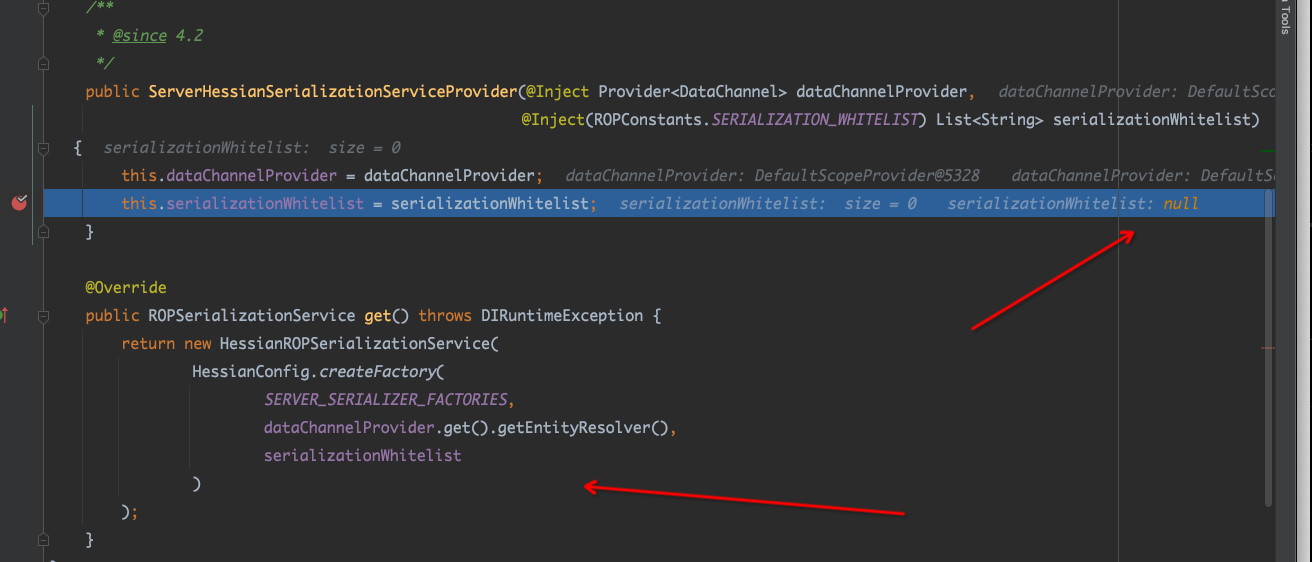 /**
* @since 4.2
*/
public ServerHessianSerializationServiceProvider(@Inject Provider<DataChannel> dataChannelProvider, dataChannelProvider: DefaultSco
@Inject(ROPConstants.SERIALIZATION_WHITELIST) List<String> serializationWhitelist)
{ serializationWhitelist: size = 0
this.dataChannelProvider = dataChannelProvider; dataChannelProvider: DefaultScopeProvider@5328 dataChannelProvider: DefaultS
this.serializationWhitelist = serializationWhitelist; serializationWhitelist: size = 0 serializationWhitelist: null
}
@Override
public ROPSerializationService get() throws DIRuntimeException {
return new HessianROPSerializationService(
HessianConfig.createFactory(
SERVER_SERIALIZER_FACTORIES,
dataChannelProvider.get().getEntityResolver(),
serializationWhitelist
)
);
}
Tools